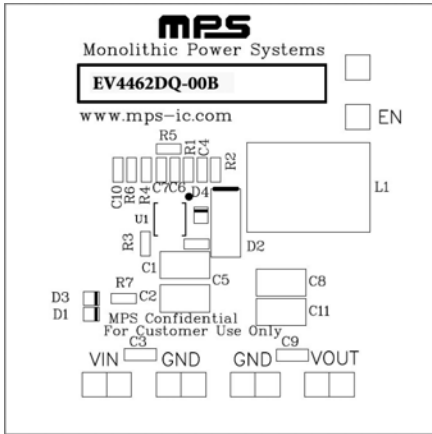 MPS
Monolithic Power Systems
EV4462DQ-00B
www.mps-ic.com
EN
R5
R1
C4
R2
C10
R6
R4
C7
C6
D4
U1
L1
R3
D2
C1
C5
C8
R7
C2
C11
D3
D1
MPS Confidential
For Customer Use Only
C3
C9
VIN
GND
GND
VOUT